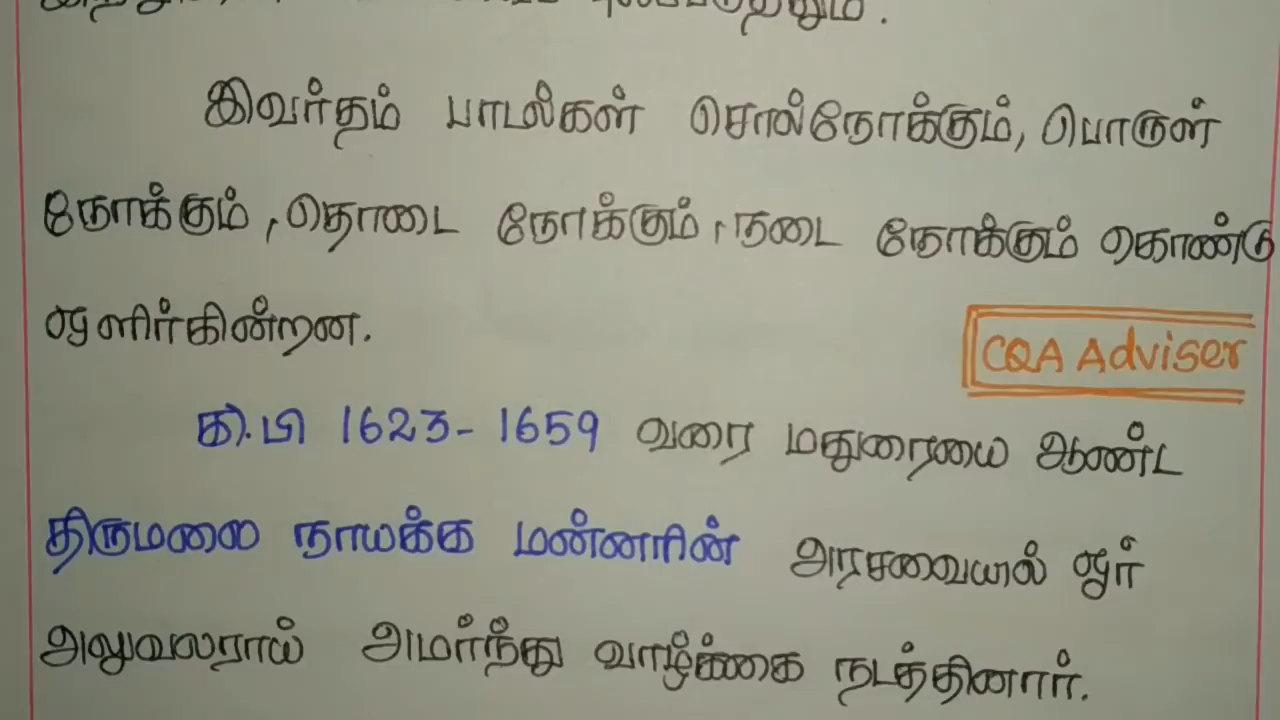 இவர்தம் பாடல்கள் சொல்நோக்கும், பொருள்
நோக்கும், தொடை நோக்கும், நடை நோக்கும் கொண்டு
ஒளிர்கின்றன.
CQA Adviser
கி.பி 1623-1659 வரை மதுரையை ஆண்ட
திருமலை நாயக்க மன்னரின் அரசவையில் ஓர்
அலுவலராய் அமர்ந்து வாழ்க்கை நடத்தினார்.